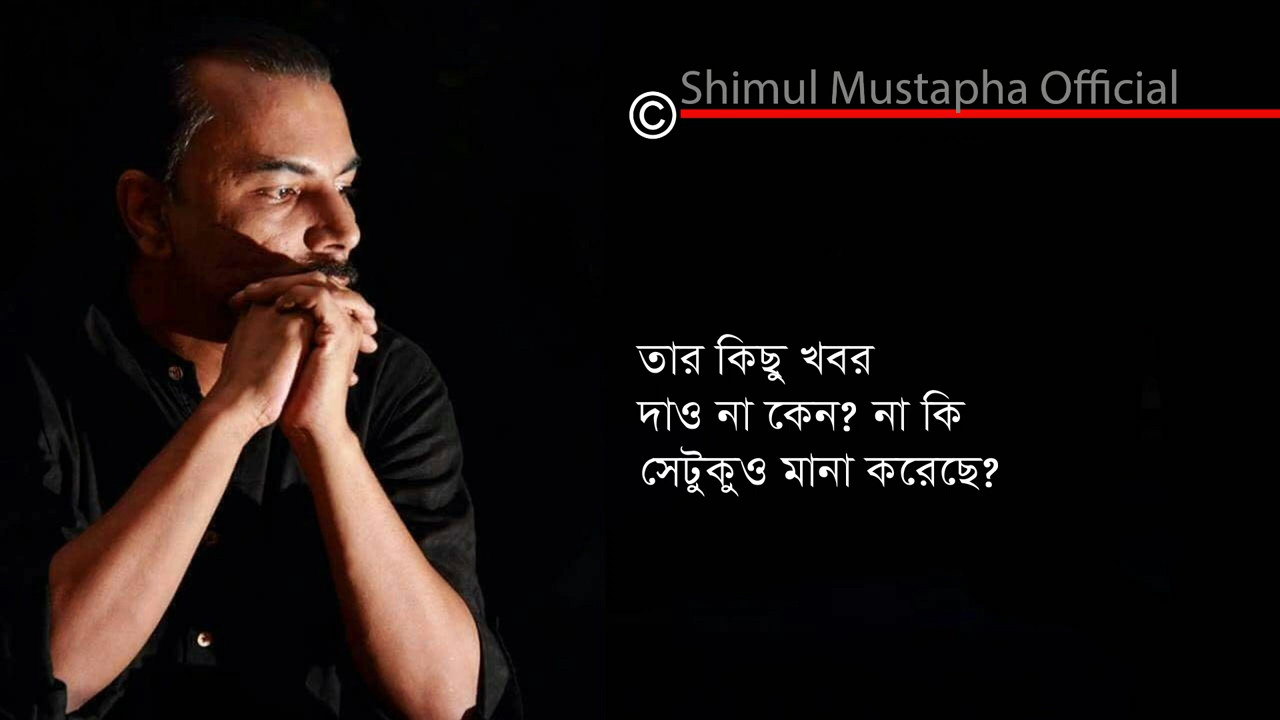 © Shimul Mustapha Official
তার কিছু খবর
দাও না কেন? না কি
সেটুকুও মানা করেছে?